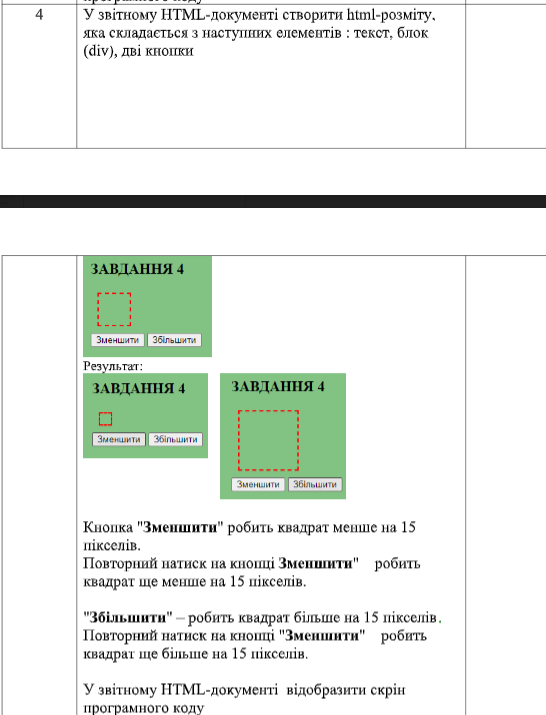 4
У звітному HTML-документі створити html-розміту,
яка складається з наступних елементів : текст, блок
(div), дві кнопки
ЗАВДАННЯ 4
Зменшити Збільшити
Результат:
ЗАВДАННЯ 4
Зменшити Збільшити
ЗАВДАННЯ 4
Зменшити Збільшити
Кнопка "Зменшити" робить квадрат менше на 15
пікселів.
Повторний натиск на кнопці Зменшити" робить
квадрат ще менше на 15 пікселів.
"Збільшити" – робить квадрат більше на 15 пікселів.
Повторний натиск на кнопці "Зменшити" робить
квадрат ще більше на 15 пікселів.
У звітному HTML-документі відобразити скрін
програмного коду